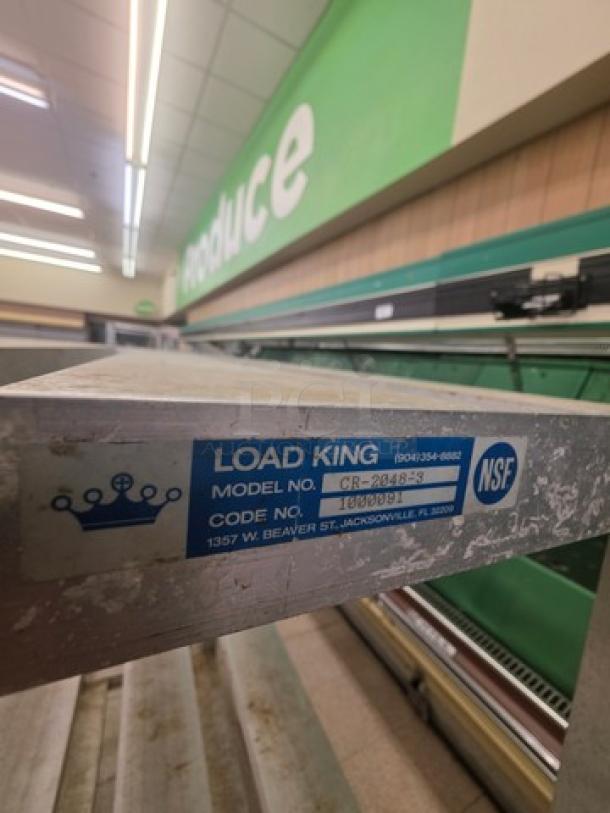 Produce
LOAD KING (904)354-8882
MODEL NO. CR-2048-3
CODE NO. 1000091
1357 W. BEAVER ST. JACKSONVILLE, FL 32209
NSF